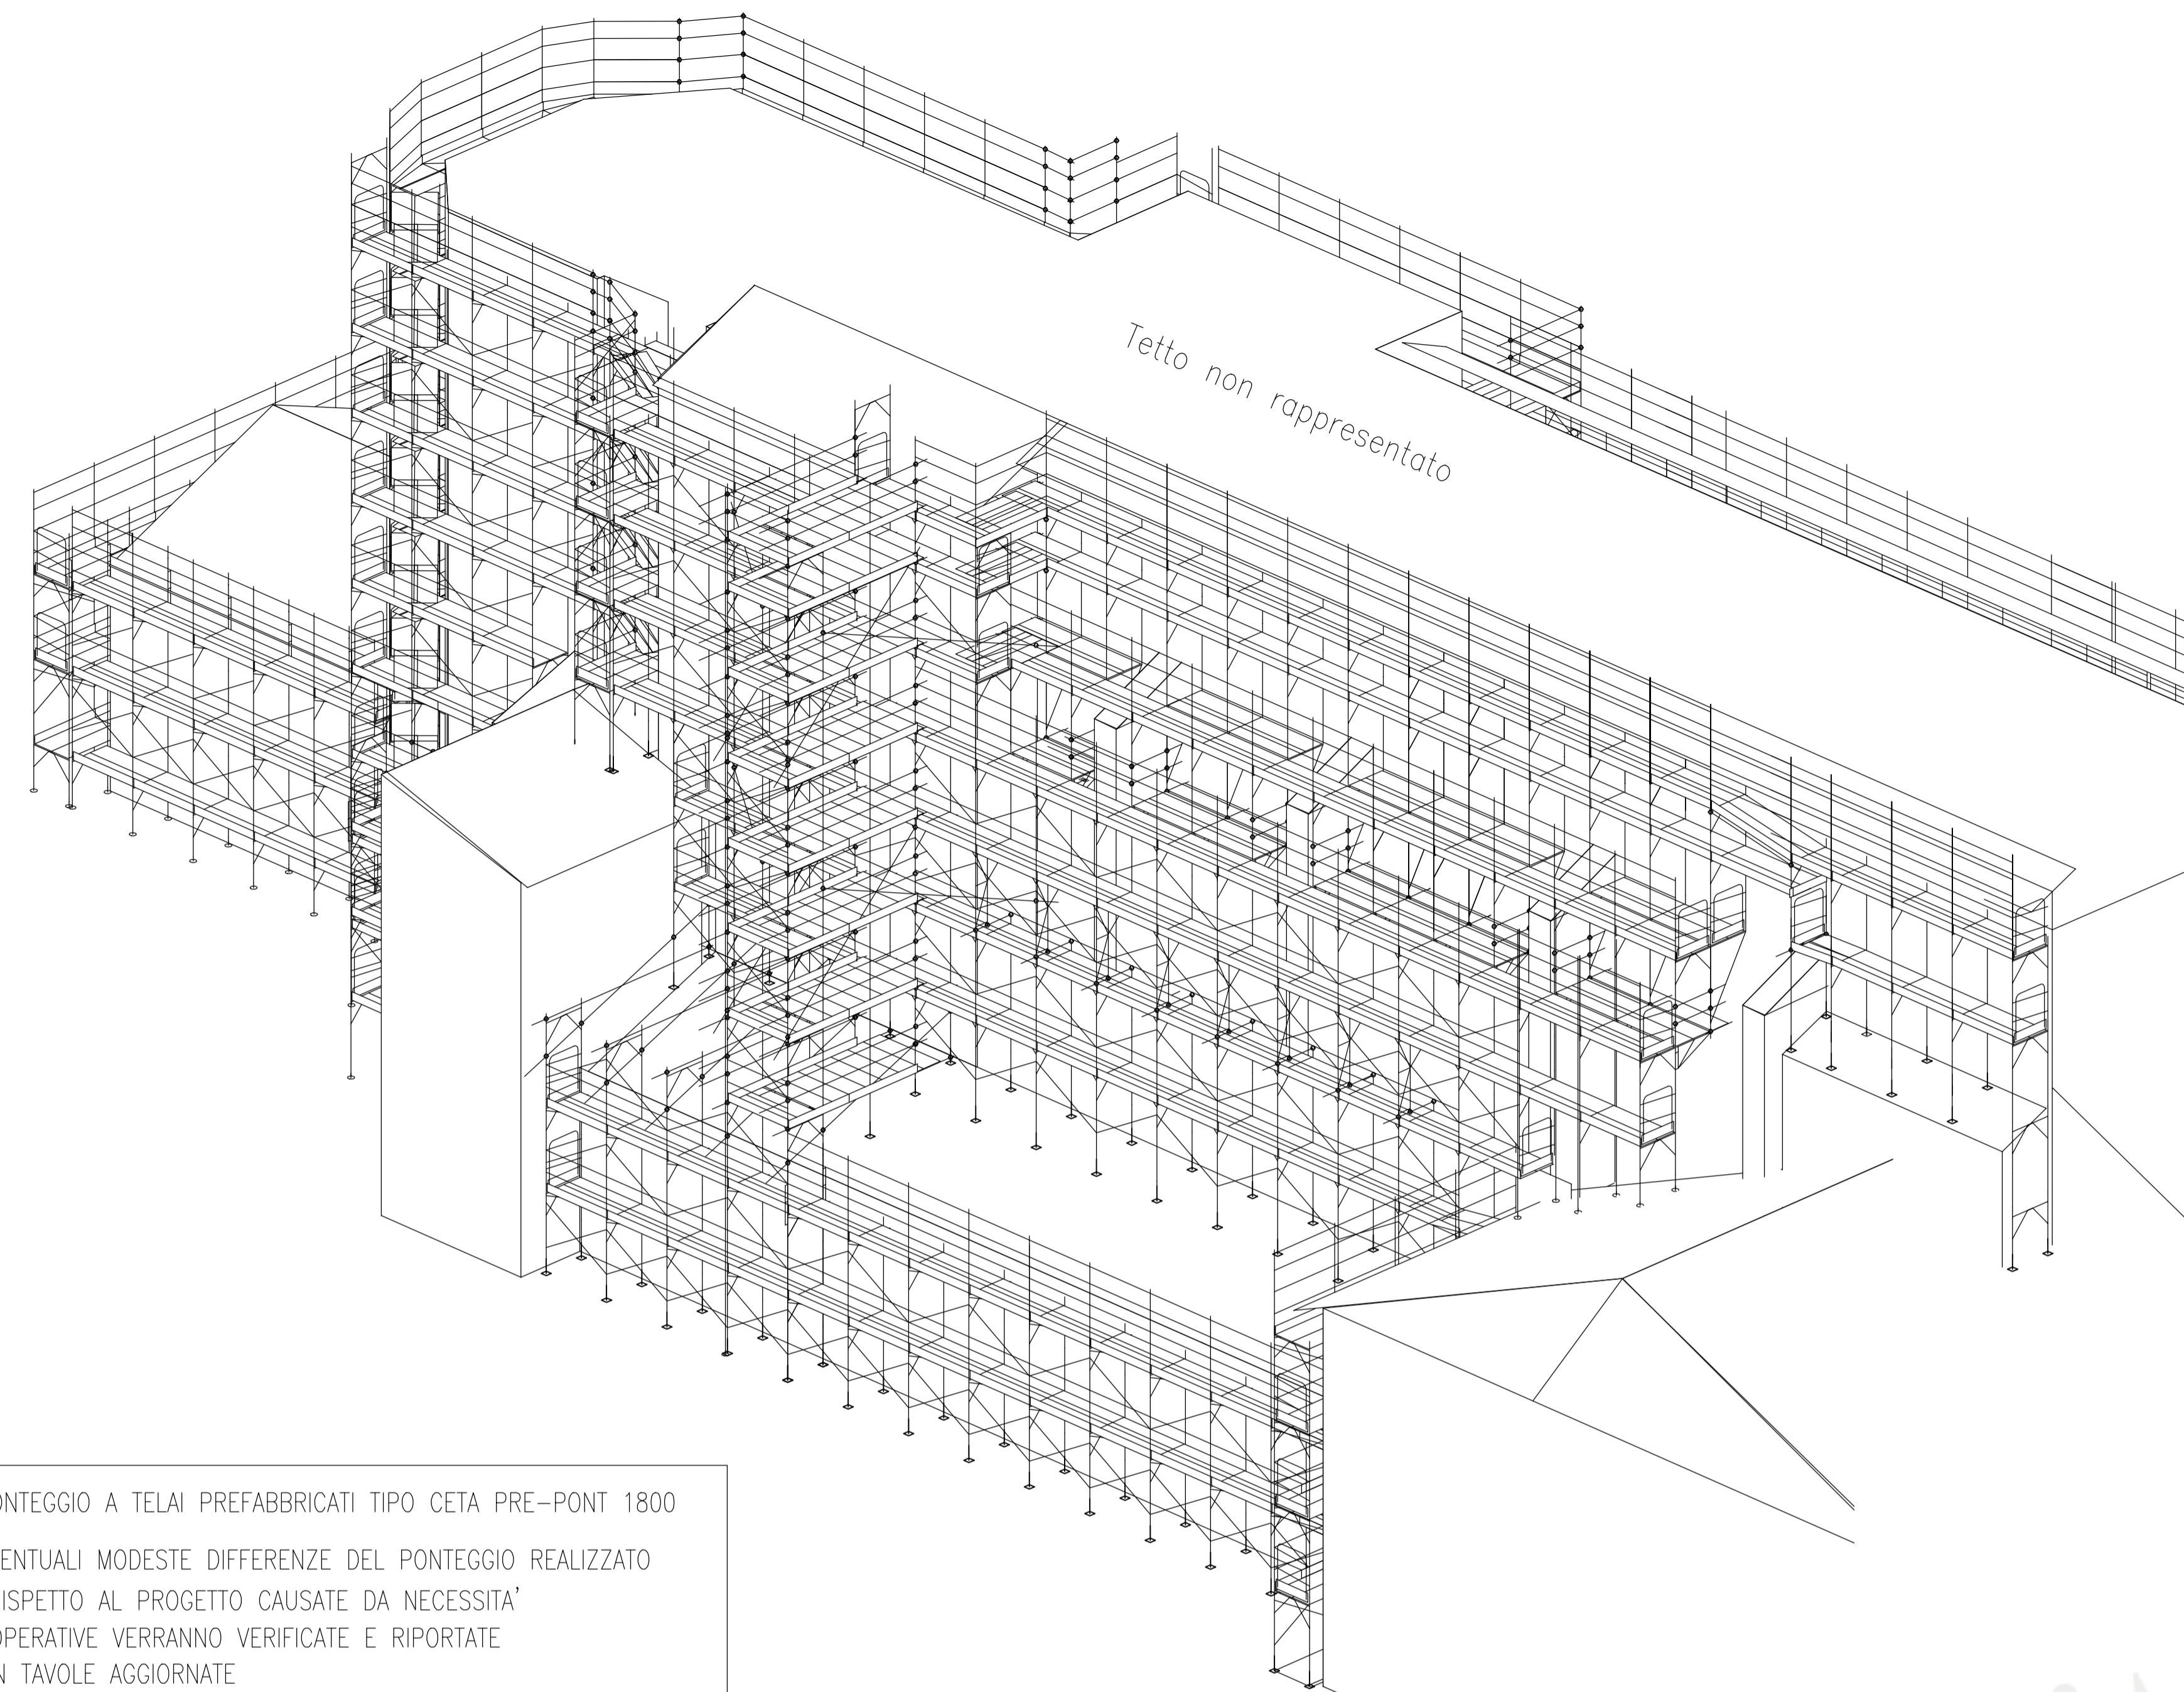 Tetto non rappresentato
ONTEGGIO A TELAI PREFABBRICATI TIPO CETA PRE-PONT 1800
ENTUALI MODESTE DIFFERENZE DEL PONTEGGIO REALIZZATO
ISPETTO AL PROGETTO CAUSATE DA NECESSITA'
OPERATIVE VERRANNO VERIFICATE E RIPORTATE
N TAVOLE AGGIORNATE